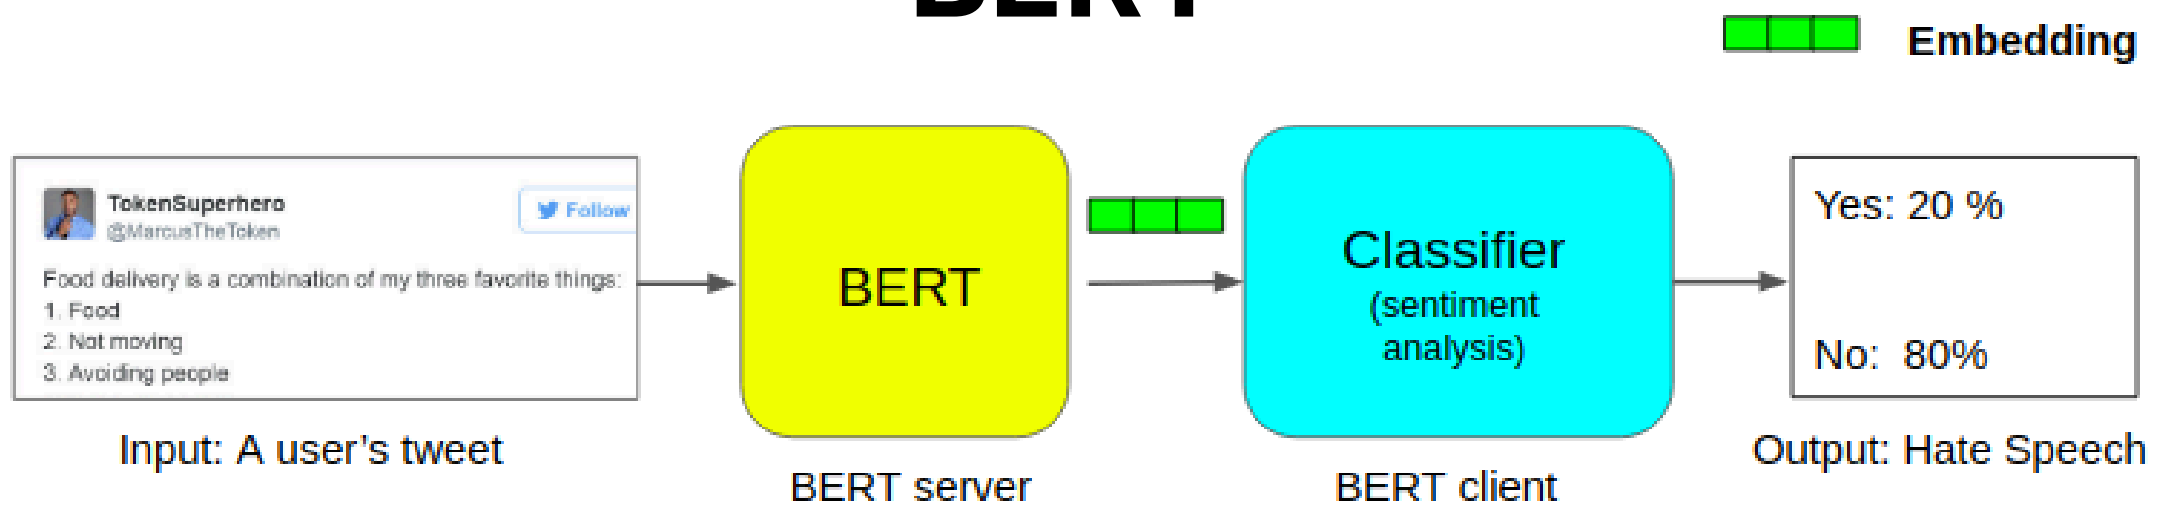 BERT
Embedding
TokenSuperhero
@MarcusTheToken
Follow
Food delivery is a combination of my three favorite things:
1. Food
2. Not moving
3. Avoiding people
Input: A user's tweet
BERT
BERT server
Classifier
(sentiment
analysis)
BERT client
Yes: 20 %
No: 80%
Output: Hate Speech